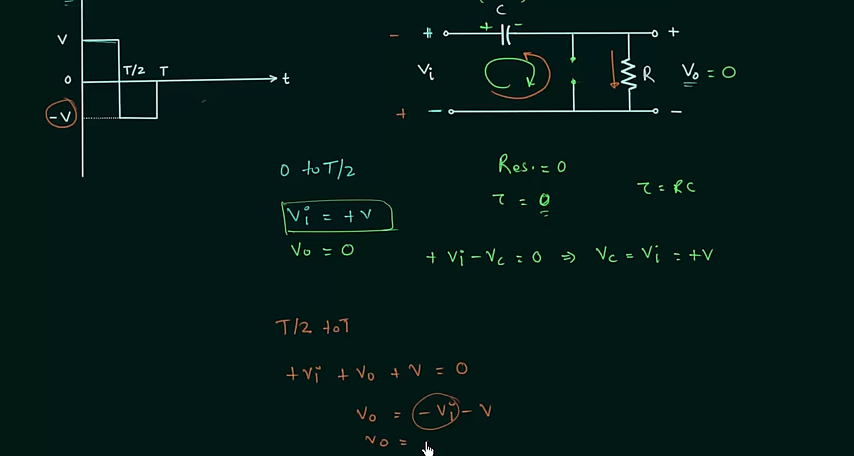 C
V
T/2 T
0
t
-V
- + + - +
Vi
R
Vo = 0
+ - -
0 to T/2
Res. = 0
τ = 0
τ = RC
Vi = +V
Vo = 0
+ Vi - Vc = 0 ⇒ Vc = Vi = +V
T/2 to T
+Vi + Vo + V = 0
Vo = -Vi - V
Vo =